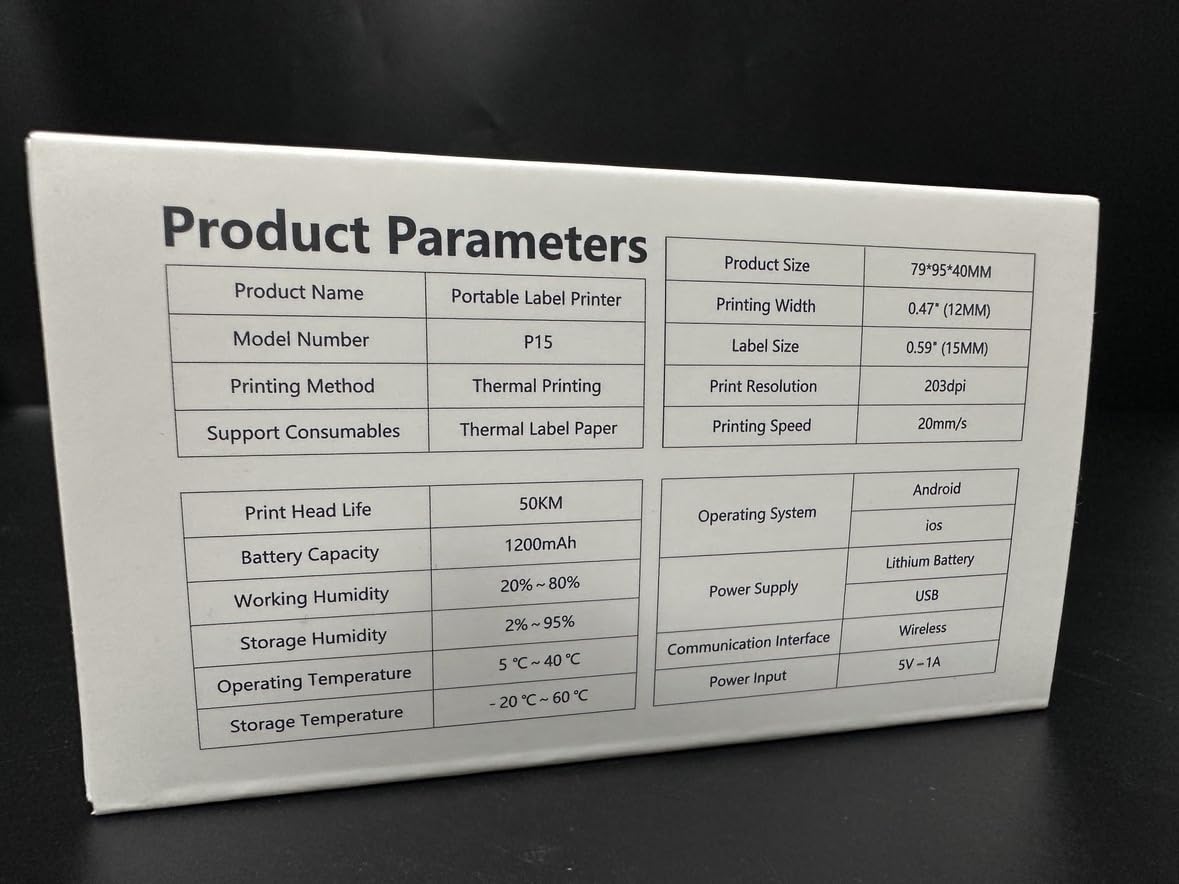 Product Parameters
Product Name Portable Label Printer
Model Number P15
Printing Method Thermal Printing
Support Consumables Thermal Label Paper
Product Size 79*95*40MM
Printing Width 0.47" (12MM)
Label Size 0.59" (15MM)
Print Resolution 203dpi
Printing Speed 20mm/s
Print Head Life 50KM
Battery Capacity 1200mAh
Working Humidity 20%~80%
Storage Humidity 2%~95%
Operating Temperature 5℃~40℃
Storage Temperature -20℃~60℃
Operating System Android
ios
Power Supply Lithium Battery
USB
Communication Interface Wireless
Power Input 5V–1A